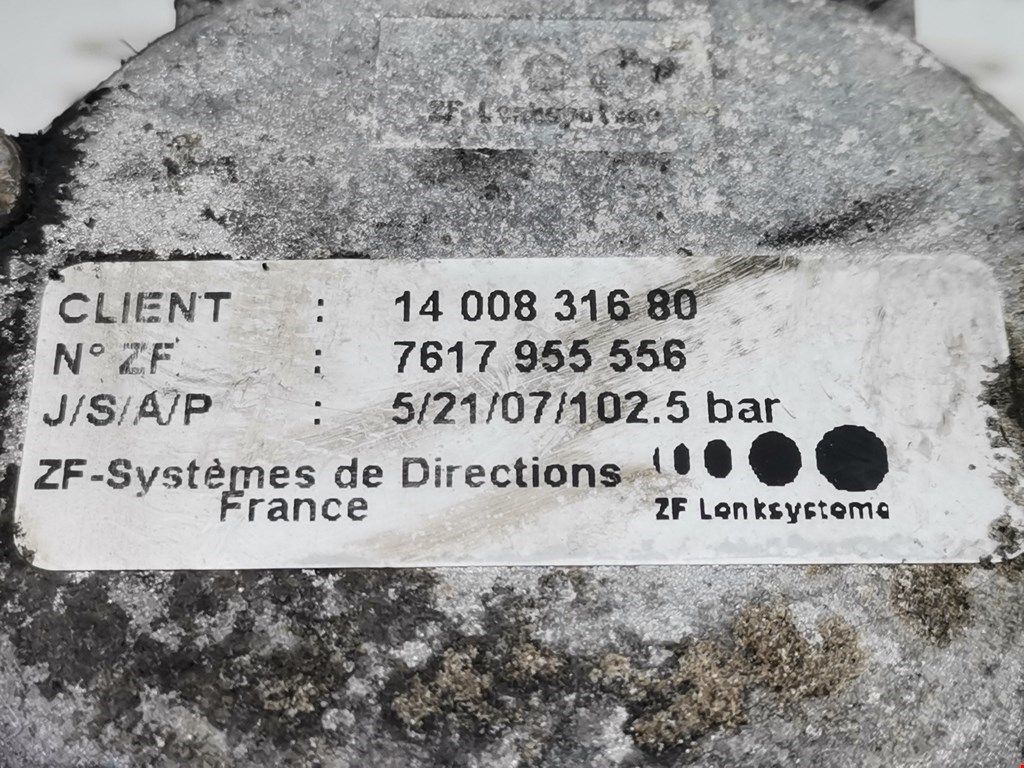 ZF Lenksysteme
CLIENT : 14 008 316 80
N° ZF : 7617 955 556
J/S/A/P : 5/21/07/102.5 bar
ZF-Systèmes de Directions
France
ZF Lenksysteme